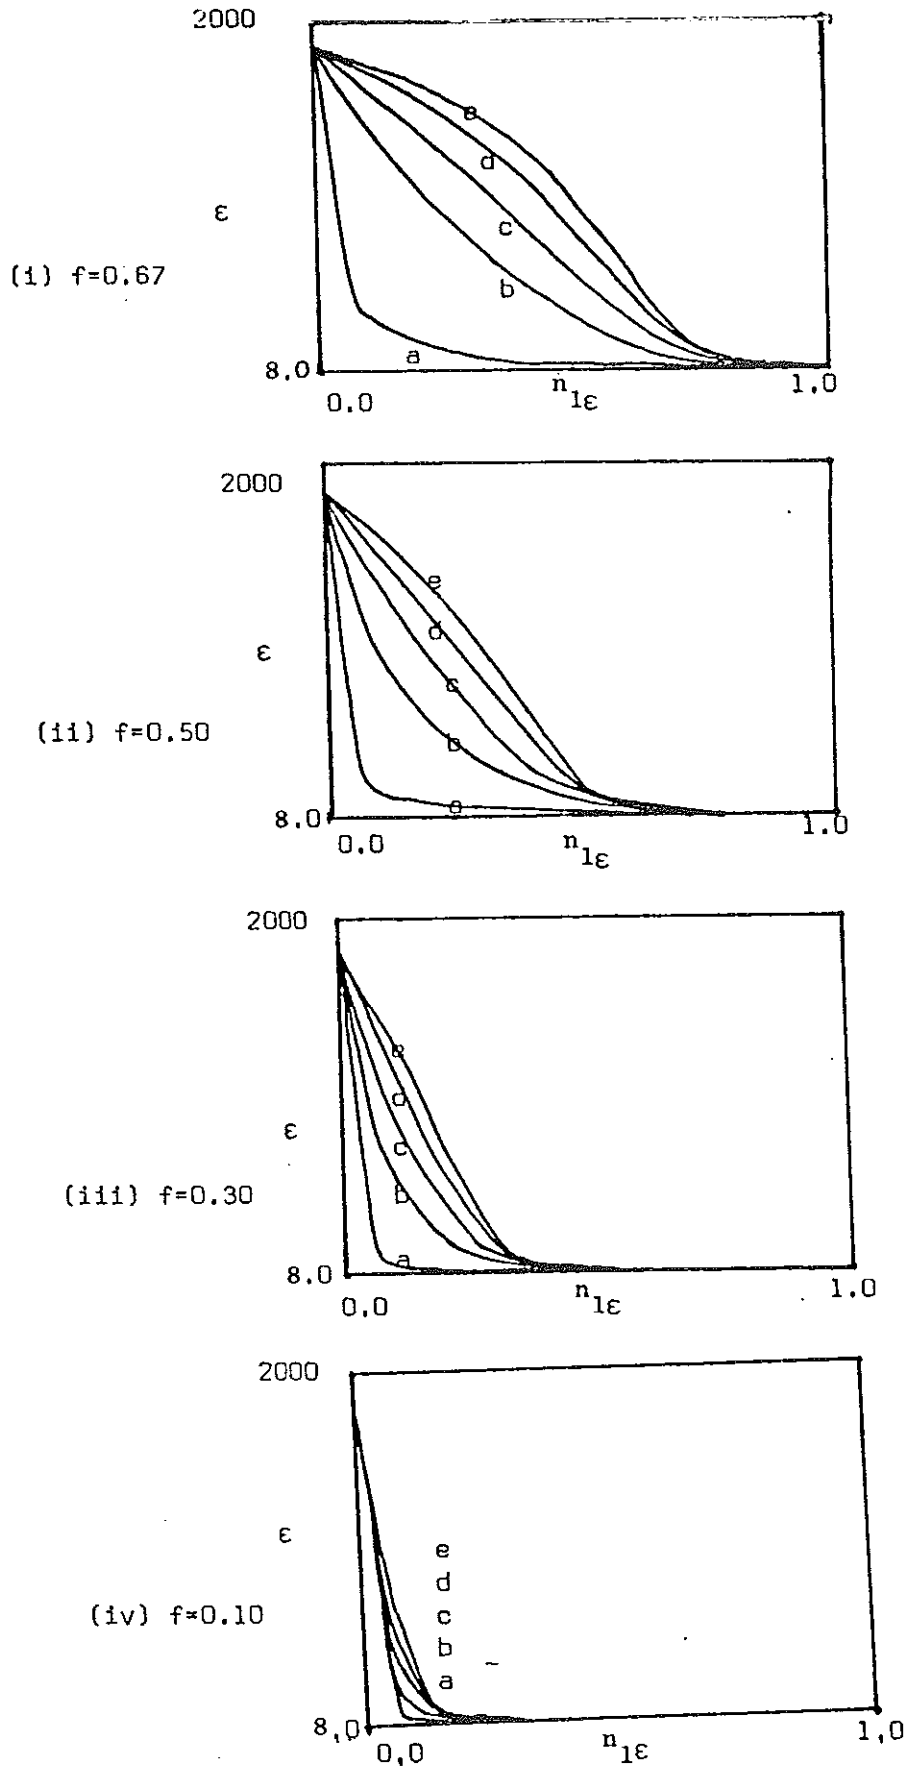 2000
1.0
e
d
ε
c
(i) f=0.67
b
a
8.0
0.0
n1ε
1.0
2000
e
d
ε
c
(ii) f=0.50
b
a
8.0
0.0
n1ε
1.0
2000
e
d
ε
c
(iii) f=0.30
b
a
8.0
0.0
n1ε
1.0
2000
ε
e
d
(iv) f=0.10
c
b
a
8,0
0,0
n1ε
1,0